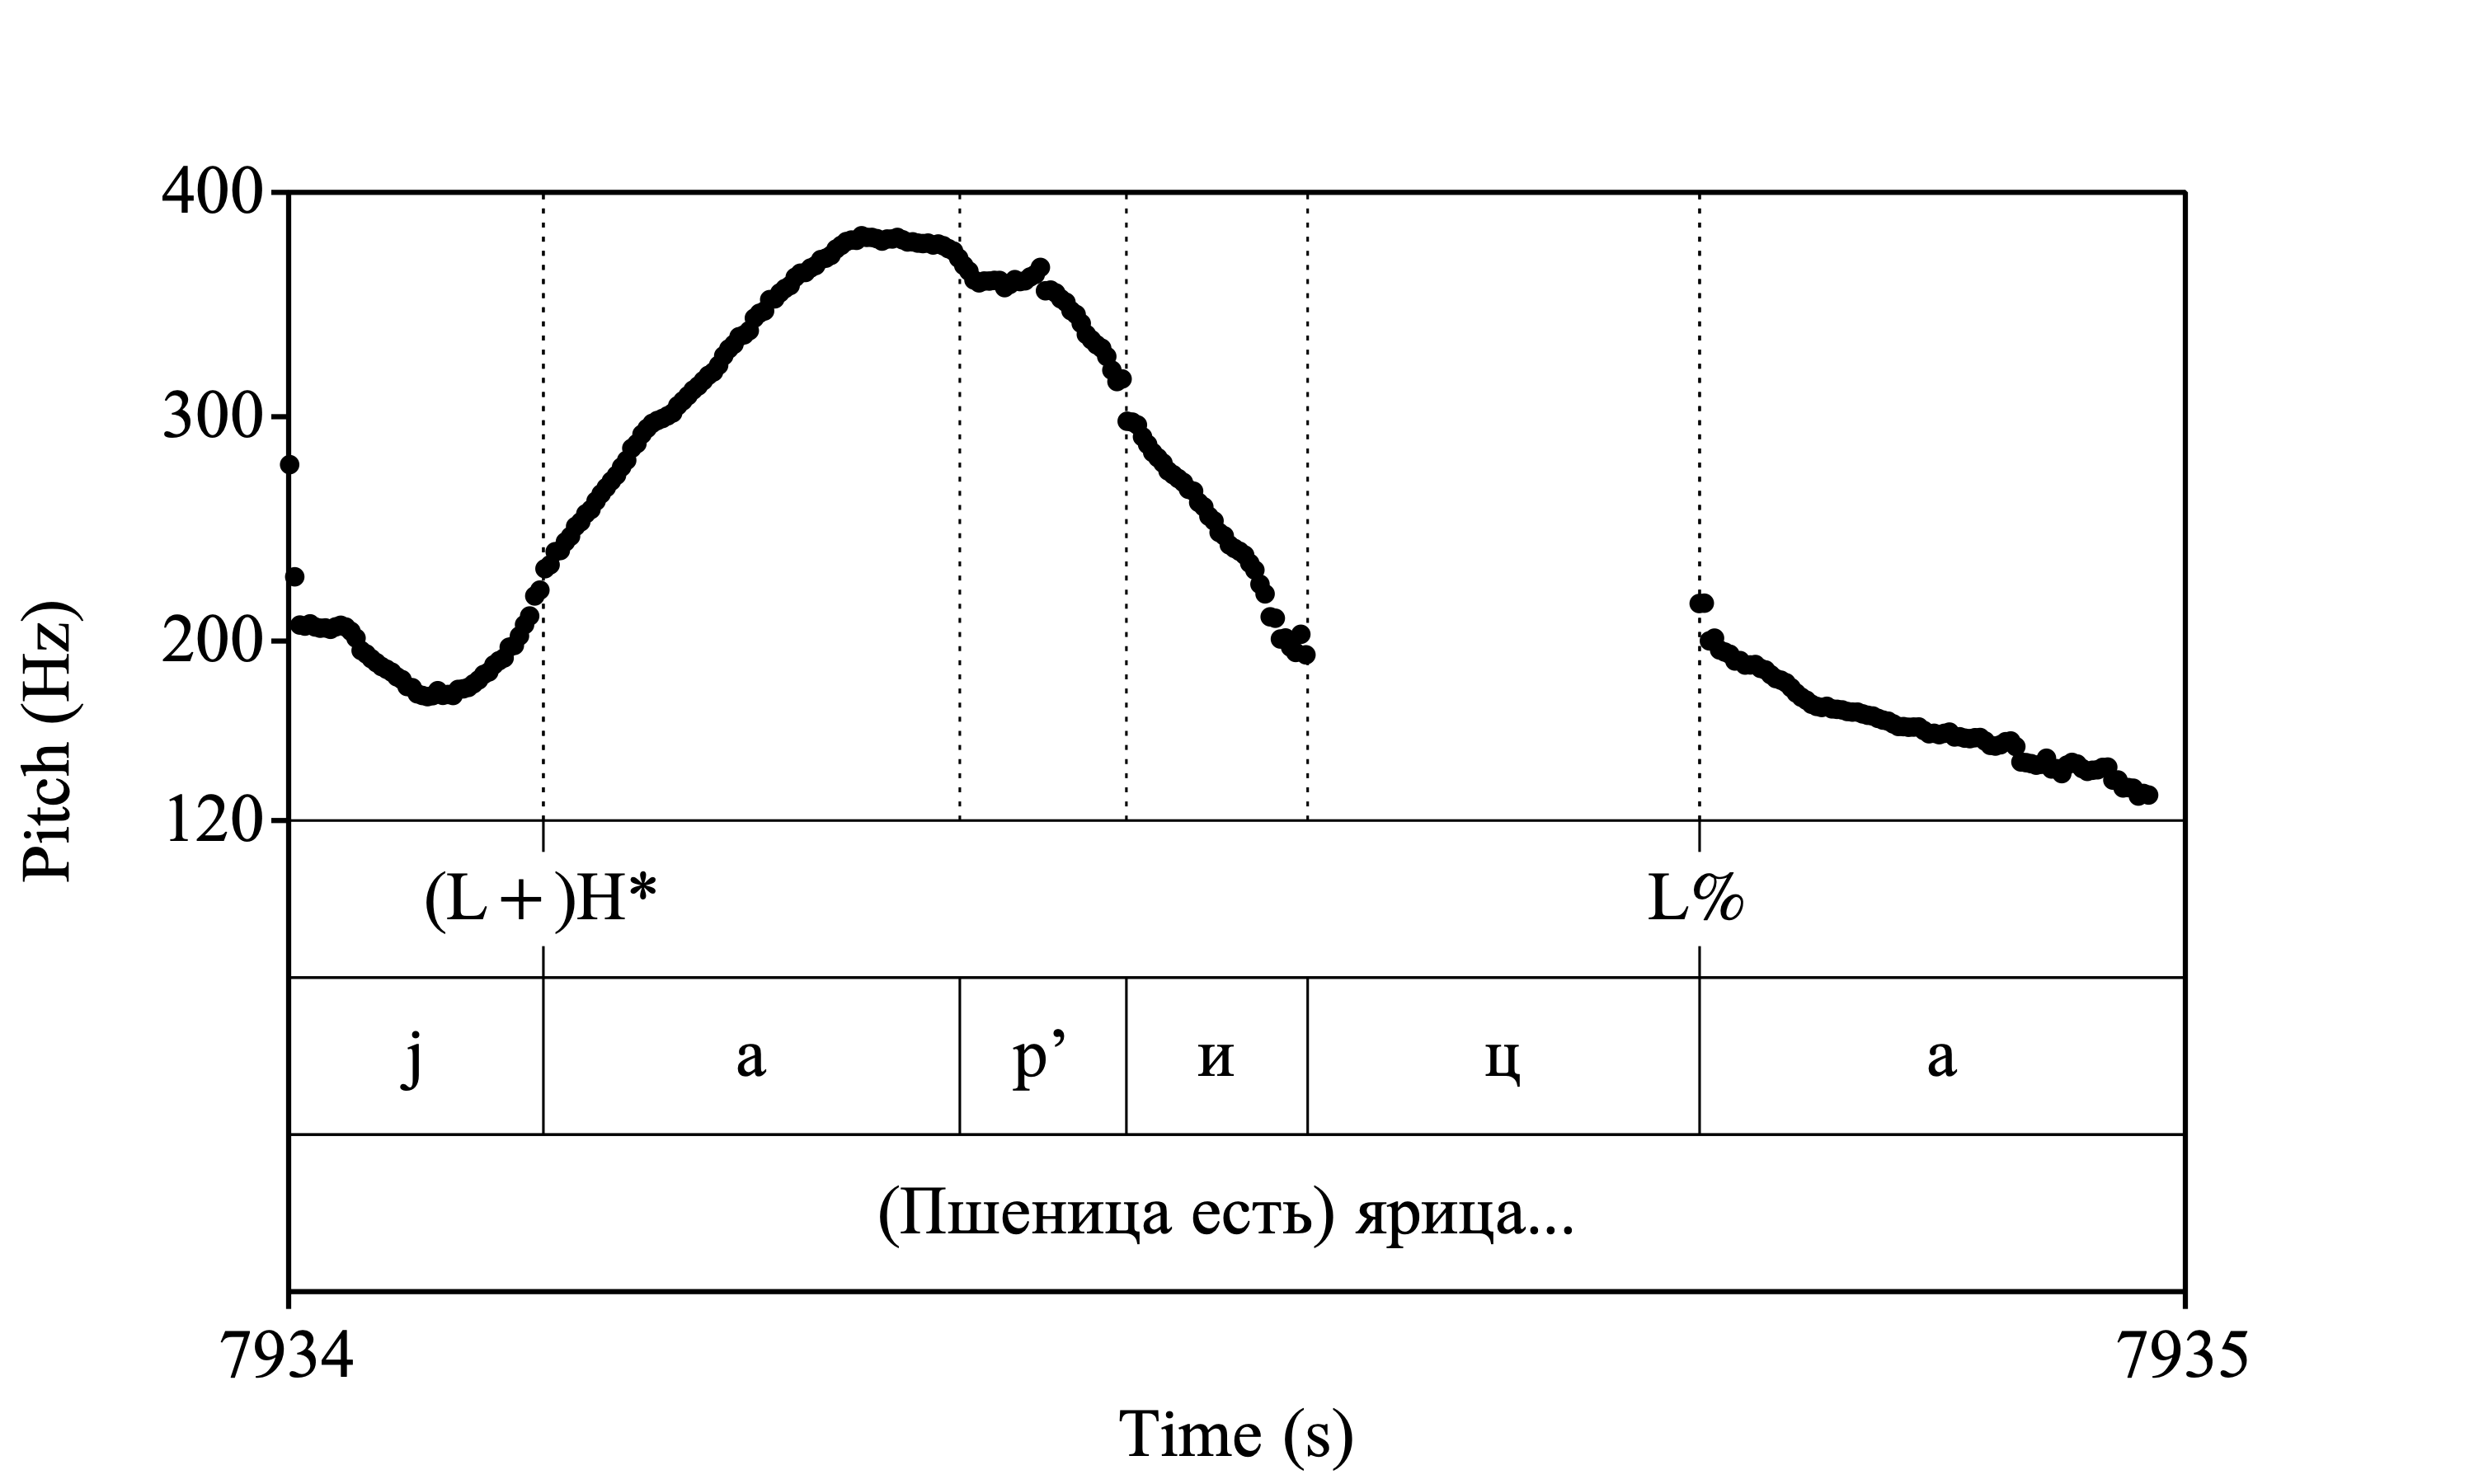 400
300
200
120
Pitch (Hz)
(L + )H* L%
j а р’ и ц а
(Пшеница есть) ярица...
7934 7935
Time (s)